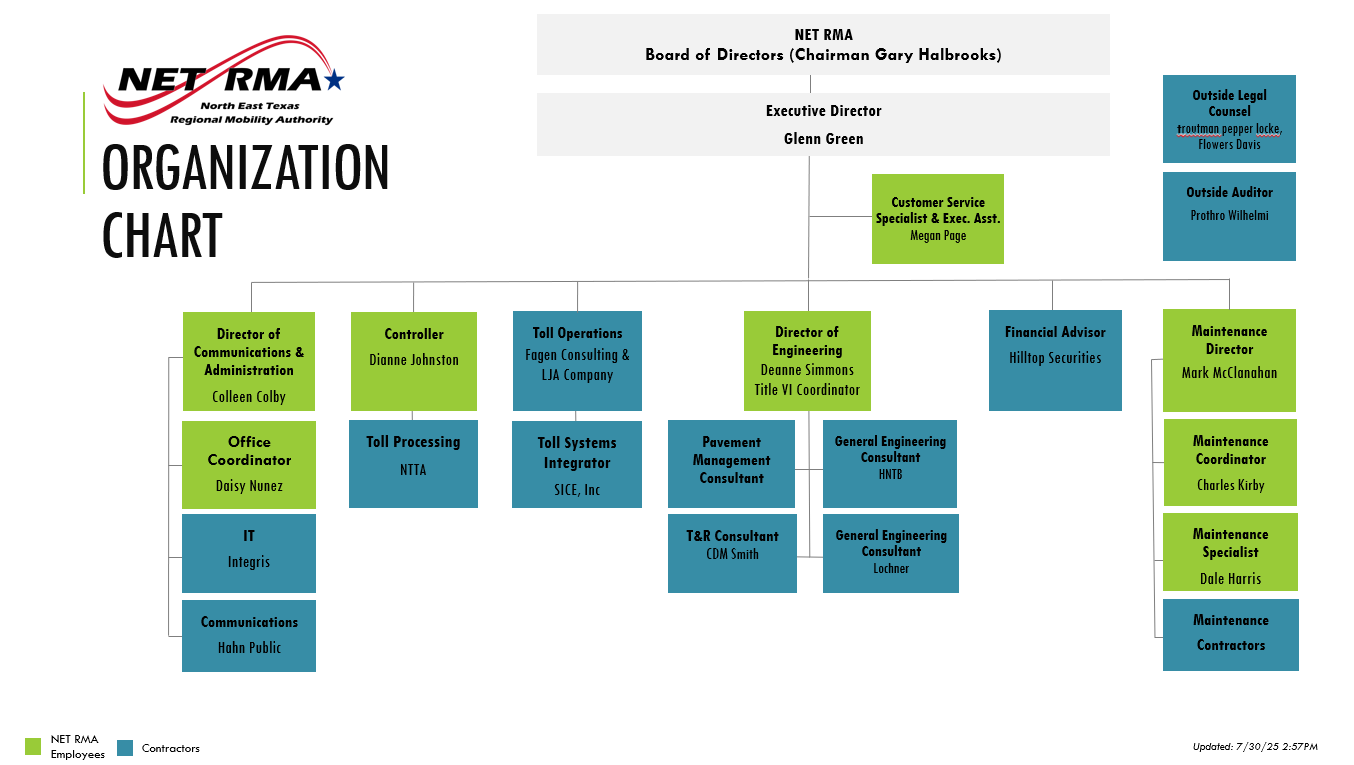 NET RMA
Board of Directors (Chairman Gary Halbrooks)
NET RMA
North East Texas
Regional Mobility Authority
ORGANIZATION
CHART
Executive Director
Glenn Green
Outside Legal
Counsel
troutman pepper locke,
Flowers Davis
Outside Auditor
Prothro Wilhelmi
Customer Service
Specialist & Exec. Asst.
Megan Page
Director of
Communications &
Administration
Colleen Colby
Controller
Dianne Johnston
Toll Operations
Fagen Consulting &
LJA Company
Director of
Engineering
Deanne Simmons
Title VI Coordinator
Financial Advisor
Hilltop Securities
Maintenance
Director
Mark McClanahan
Office
Coordinator
Daisy Nunez
Toll Processing
NTTA
Toll Systems
Integrator
SICE, Inc
Pavement
Management
Consultant
General Engineering
Consultant
HNTB
Maintenance
Coordinator
Charles Kirby
IT
Integris
T&R Consultant
CDM Smith
General Engineering
Consultant
Lochner
Maintenance
Specialist
Dale Harris
Communications
Hahn Public
Maintenance
Contractors
NET RMA
Employees
Contractors
Updated: 7/30/25 2:57PM